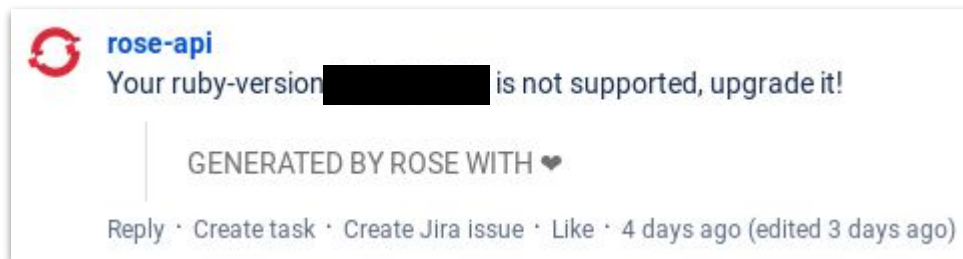 rose-api
Your ruby-version is not supported, upgrade it!
GENERATED BY ROSE WITH ❤
Reply · Create task · Create Jira issue · Like · 4 days ago (edited 3 days ago)